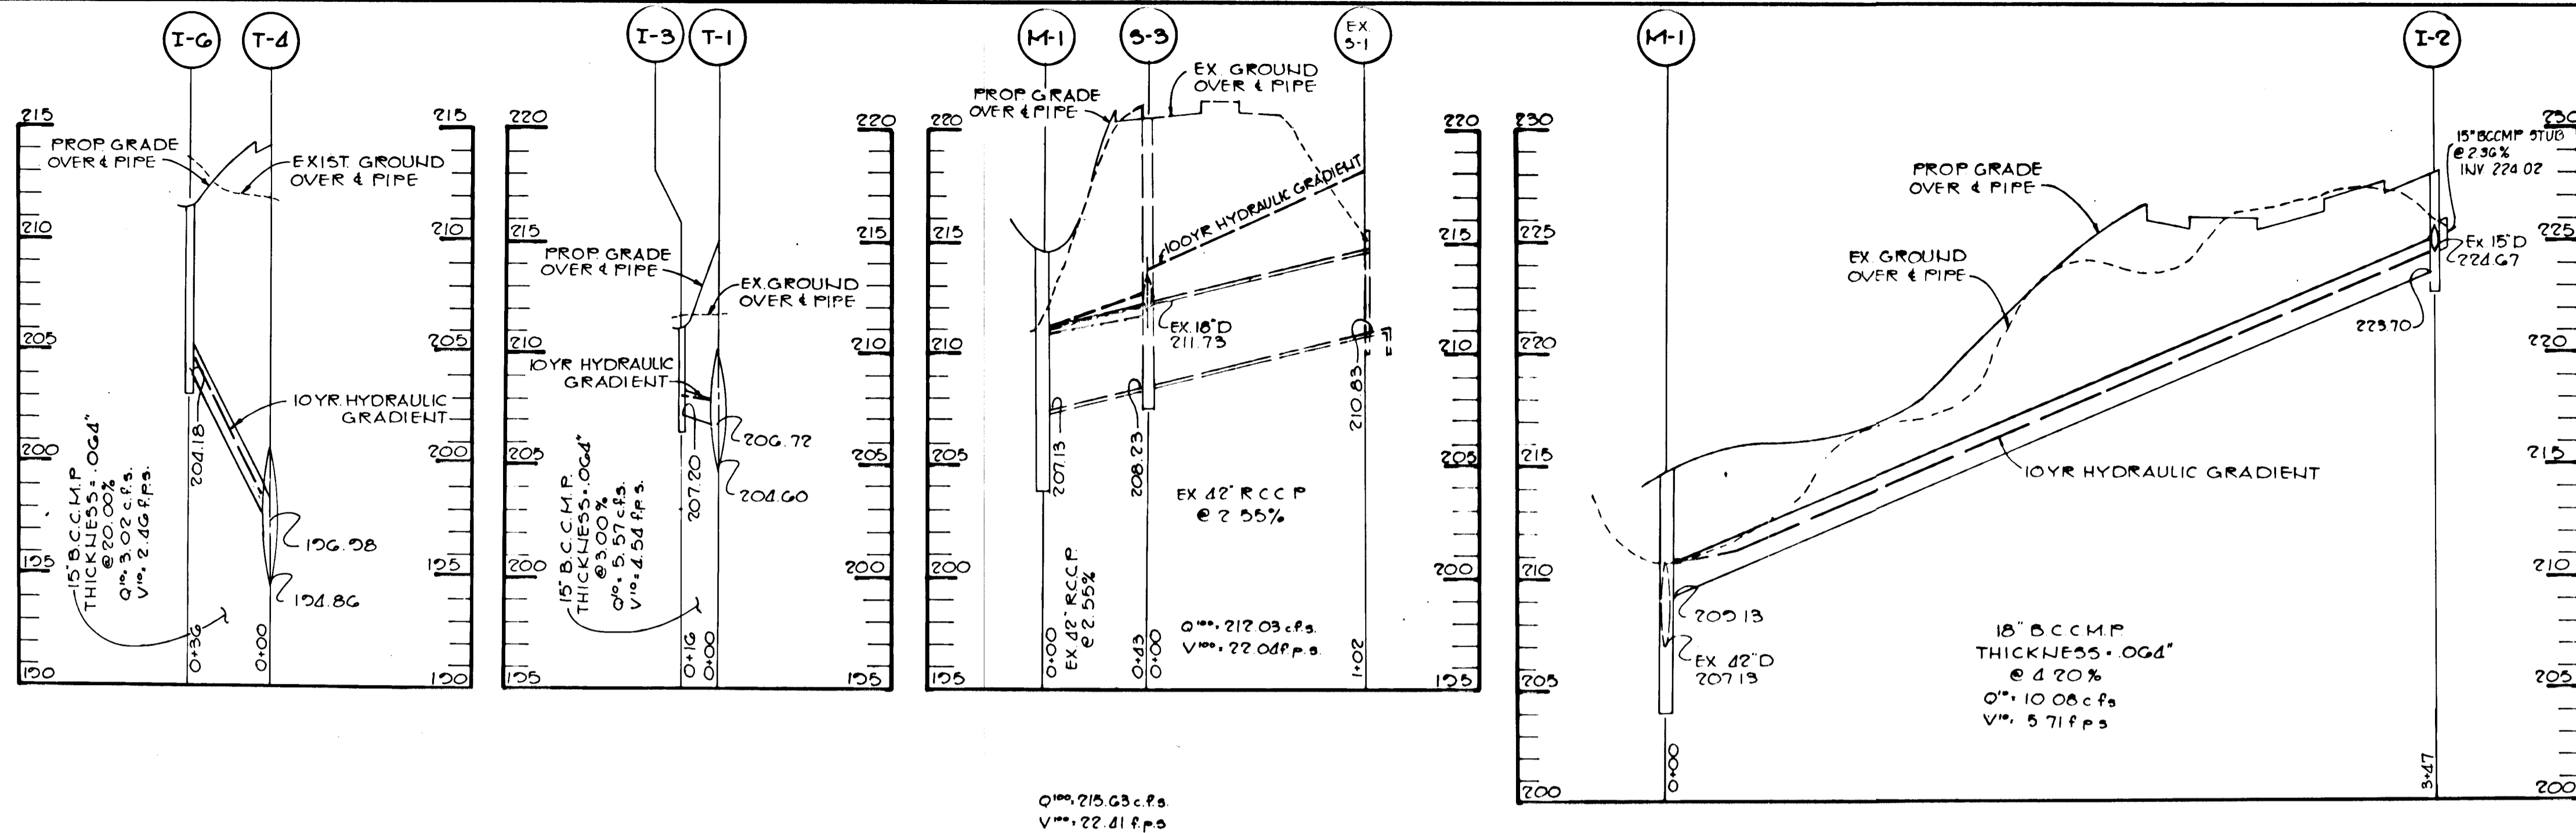 I-6
T-4
215
215
PROP. GRADE
OVER ℄ PIPE
EXIST. GROUND
OVER ℄ PIPE
210
210
205
205
10 YR. HYDRAULIC
GRADIENT
204.18
200
200
15" B.C.C.M.P.
THICKNESS = .064"
@ 20.00%
Q¹⁰= 3.02 c.f.s.
V¹⁰= 2.46 f.p.s.
196.98
195
195
194.86
0+36
0+00
190
190
I-3
T-1
220
220
215
215
PROP. GRADE
OVER ℄ PIPE
EX. GROUND
OVER ℄ PIPE
210
210
10YR HYDRAULIC
GRADIENT
206.72
207.20
205
205
204.60
15" B.C.C.M.P.
THICKNESS = .064"
@ 3.00%
Q¹⁰= 5.57 c.f.s.
V¹⁰= 4.54 f.p.s.
200
200
0+16
0+00
195
195
M-1
S-3
EX.
S-1
EX. GROUND
OVER ℄ PIPE
PROP. GRADE
OVER ℄ PIPE
220
220
100YR HYDRAULIC GRADIENT
215
215
EX. 18" D
211.73
210
210
210.83
207.13
208.23
205
205
EX 42" R C C P
@ 2 55%
EX. 42" R.C.C.P.
@ 2.55%
200
200
Q¹⁰⁰= 212.03 c.f.s.
V¹⁰⁰= 22.04 f.p.s.
0+00
0+43
0+00
1+02
195
195
Q¹⁰⁰= 215.63 c.f.s.
V¹⁰⁰= 22.41 f.p.s
M-1
I-2
230
230
15" BCCMP STUB
@ 2.36%
INV 224.02
PROP GRADE
OVER ℄ PIPE
225
225
EX 15" D
224.67
EX. GROUND
OVER ℄ PIPE
223.70
220
220
215
215
10YR HYDRAULIC GRADIENT
210
210
209 13
EX 42" D
207 13
18" B.C C.M.P.
THICKNESS = .064"
@ 4 20%
Q¹⁰= 10 08 c f s
V¹⁰= 5 71 f p s
205
205
0+00
3+47
200
200